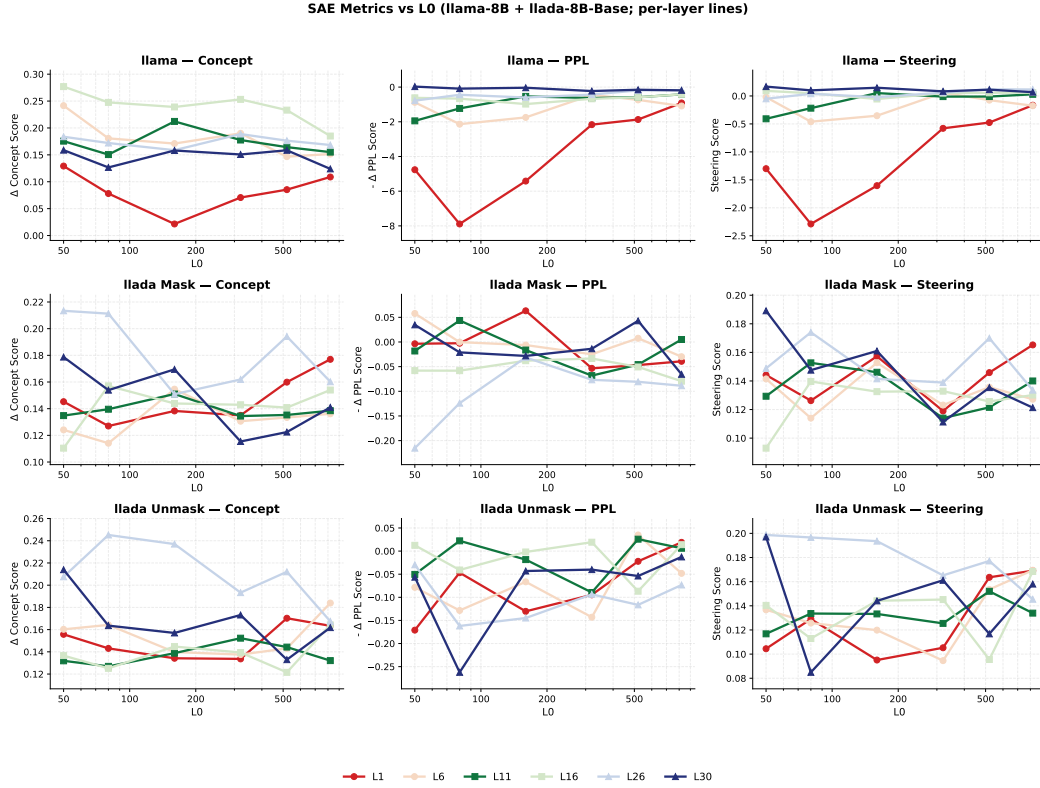 SAE Metrics vs L0 (llama-8B + llada-8B-Base; per-layer lines)
llama — Concept
Δ Concept Score
0.30
0.25
0.20
0.15
0.10
0.05
0.00
50
100
200
500
L0
llama — PPL
- Δ PPL Score
0
−2
−4
−6
−8
50
100
200
500
L0
llama — Steering
Steering Score
0.0
−0.5
−1.0
−1.5
−2.0
−2.5
50
100
200
500
L0
llada Mask — Concept
Δ Concept Score
0.22
0.20
0.18
0.16
0.14
0.12
0.10
50
100
200
500
L0
llada Mask — PPL
- Δ PPL Score
0.05
0.00
−0.05
−0.10
−0.15
−0.20
50
100
200
500
L0
llada Mask — Steering
Steering Score
0.20
0.18
0.16
0.14
0.12
0.10
50
100
200
500
L0
llada Unmask — Concept
Δ Concept Score
0.26
0.24
0.22
0.20
0.18
0.16
0.14
0.12
50
100
200
500
L0
llada Unmask — PPL
- Δ PPL Score
0.05
0.00
−0.05
−0.10
−0.15
−0.20
−0.25
50
100
200
500
L0
llada Unmask — Steering
Steering Score
0.20
0.18
0.16
0.14
0.12
0.10
0.08
50
100
200
500
L0
L1
L6
L11
L16
L26
L30